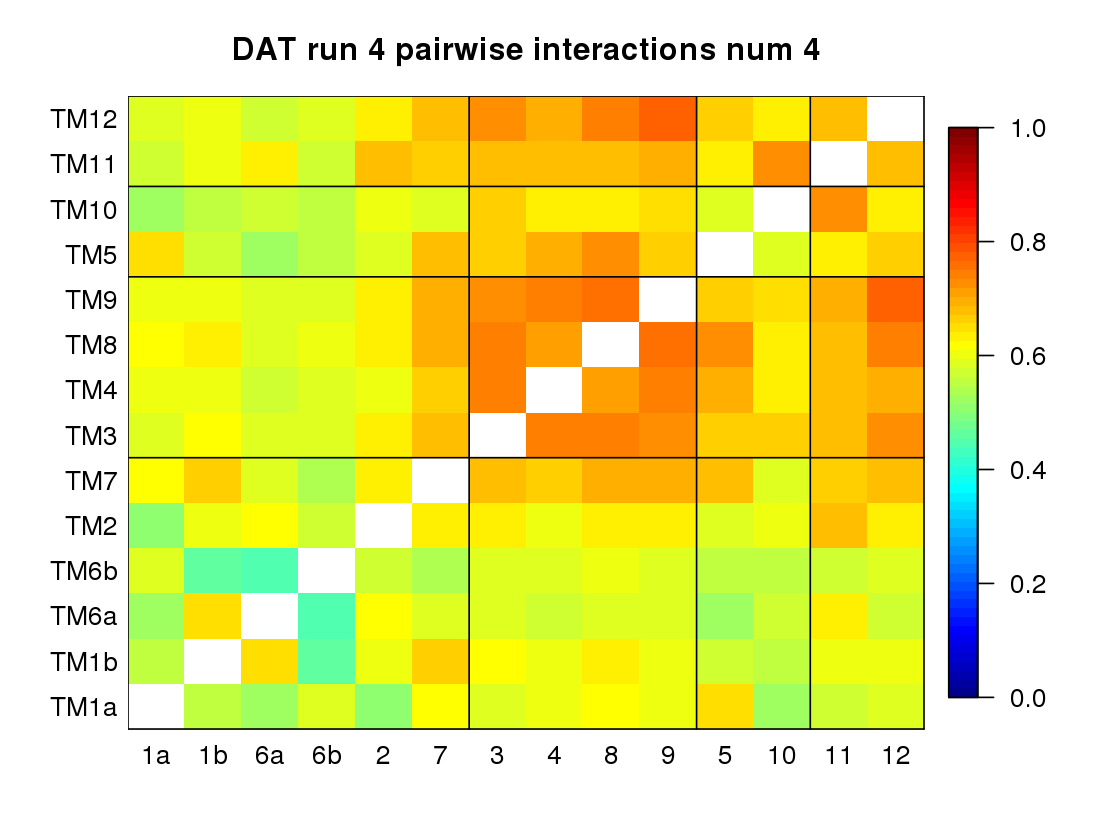 DAT run 4 pairwise interactions num 4
TM12
TM11
TM10
TM5
TM9
TM8
TM4
TM3
TM7
TM2
TM6b
TM6a
TM1b
TM1a
1a 1b 6a 6b 2 7 3 4 8 9 5 10 11 12
1.0
0.8
0.6
0.4
0.2
0.0